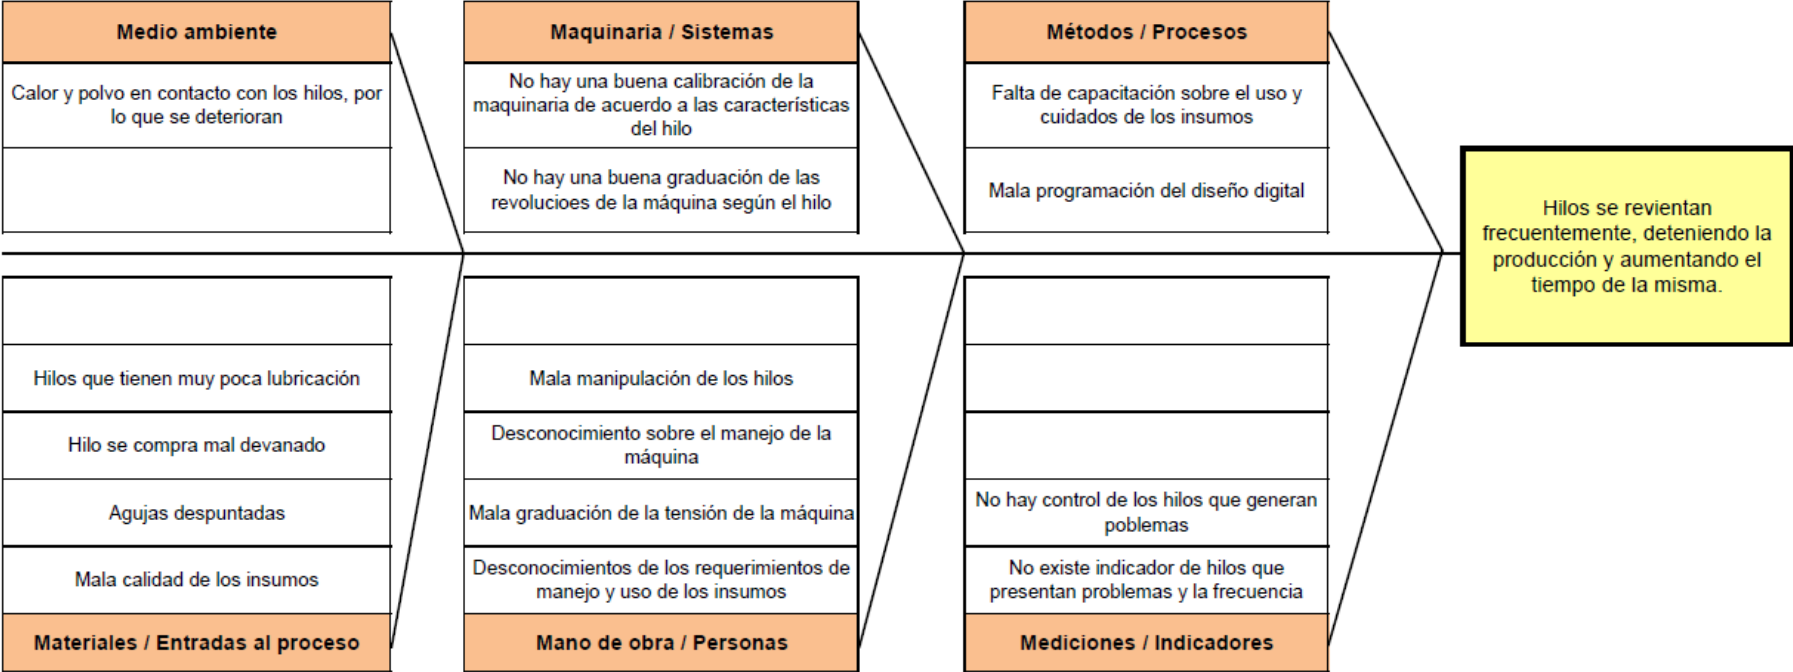 Medio ambiente
Calor y polvo en contacto con los hilos, por
lo que se deterioran
Maquinaria / Sistemas
No hay una buena calibración de la
maquinaria de acuerdo a las características
del hilo
No hay una buena graduación de las
revolucioes de la máquina según el hilo
Métodos / Procesos
Falta de capacitación sobre el uso y
cuidados de los insumos
Mala programación del diseño digital
Hilos se revientan
frecuentemente, deteniendo la
producción y aumentando el
tiempo de la misma.
Hilos que tienen muy poca lubricación
Hilo se compra mal devanado
Agujas despuntadas
Mala calidad de los insumos
Materiales / Entradas al proceso
Mala manipulación de los hilos
Desconocimiento sobre el manejo de la
máquina
Mala graduación de la tensión de la máquina
Desconocimientos de los requerimientos de
manejo y uso de los insumos
Mano de obra / Personas
No hay control de los hilos que generan
poblemas
No existe indicador de hilos que
presentan problemas y la frecuencia
Mediciones / Indicadores